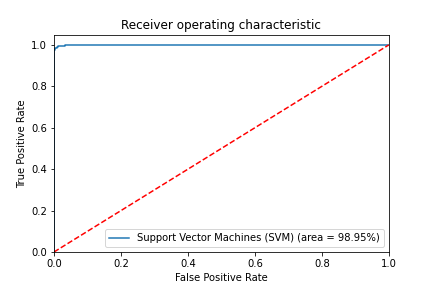 Receiver operating characteristic
True Positive Rate
1.0
0.8
0.6
0.4
0.2
0.0
Support Vector Machines (SVM) (area = 98.95%)
0.0 0.2 0.4 0.6 0.8 1.0
False Positive Rate